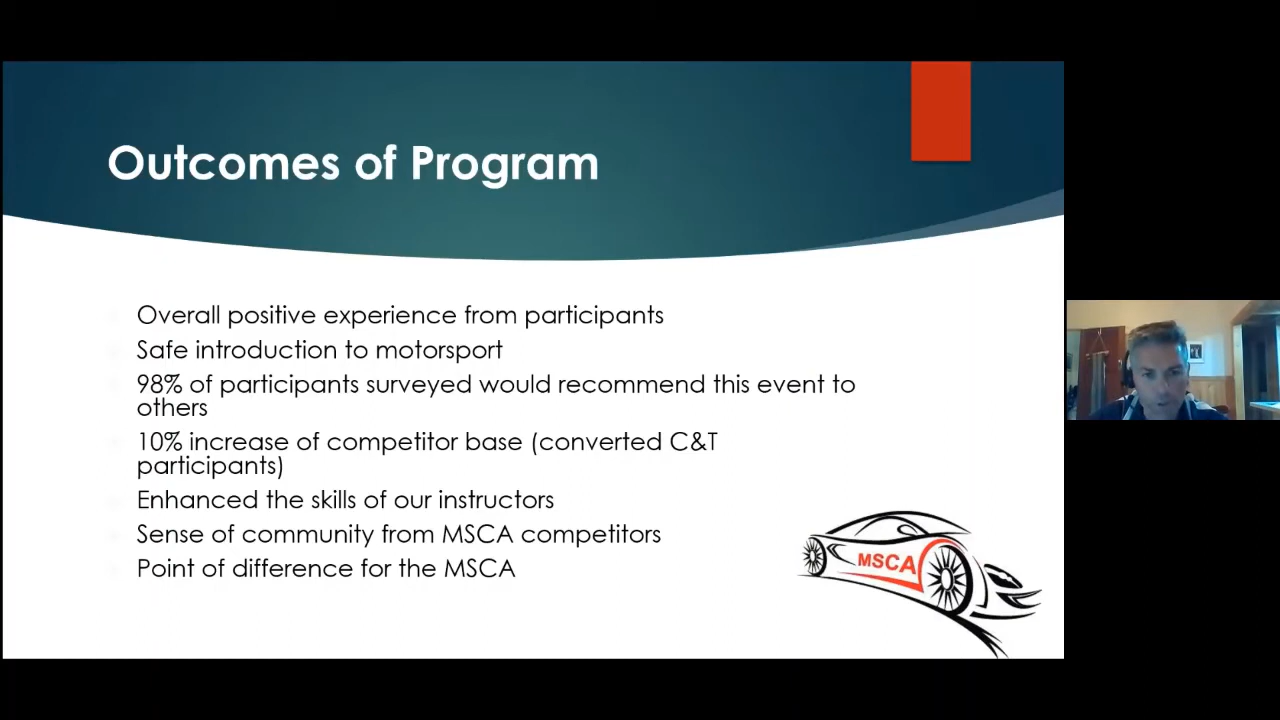 Outcomes of Program
Overall positive experience from participants
Safe introduction to motorsport
98% of participants surveyed would recommend this event to
others
10% increase of competitor base (converted C&T
participants)
Enhanced the skills of our instructors
Sense of community from MSCA competitors
Point of difference for the MSCA
MSCA